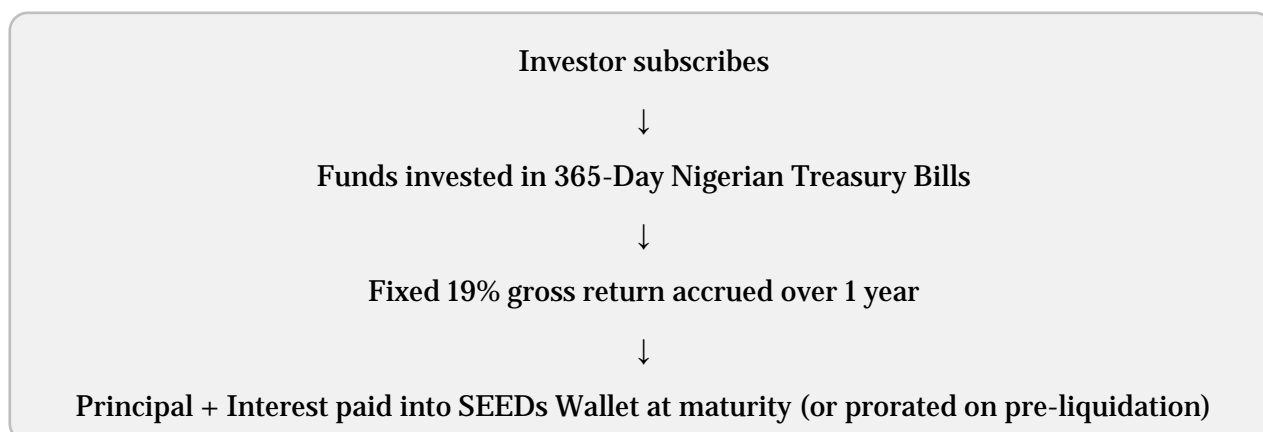 Investor subscribes
↓
Funds invested in 365-Day Nigerian Treasury Bills
↓
Fixed 19% gross return accrued over 1 year
↓
Principal + Interest paid into SEEDs Wallet at maturity (or prorated on pre-liquidation)